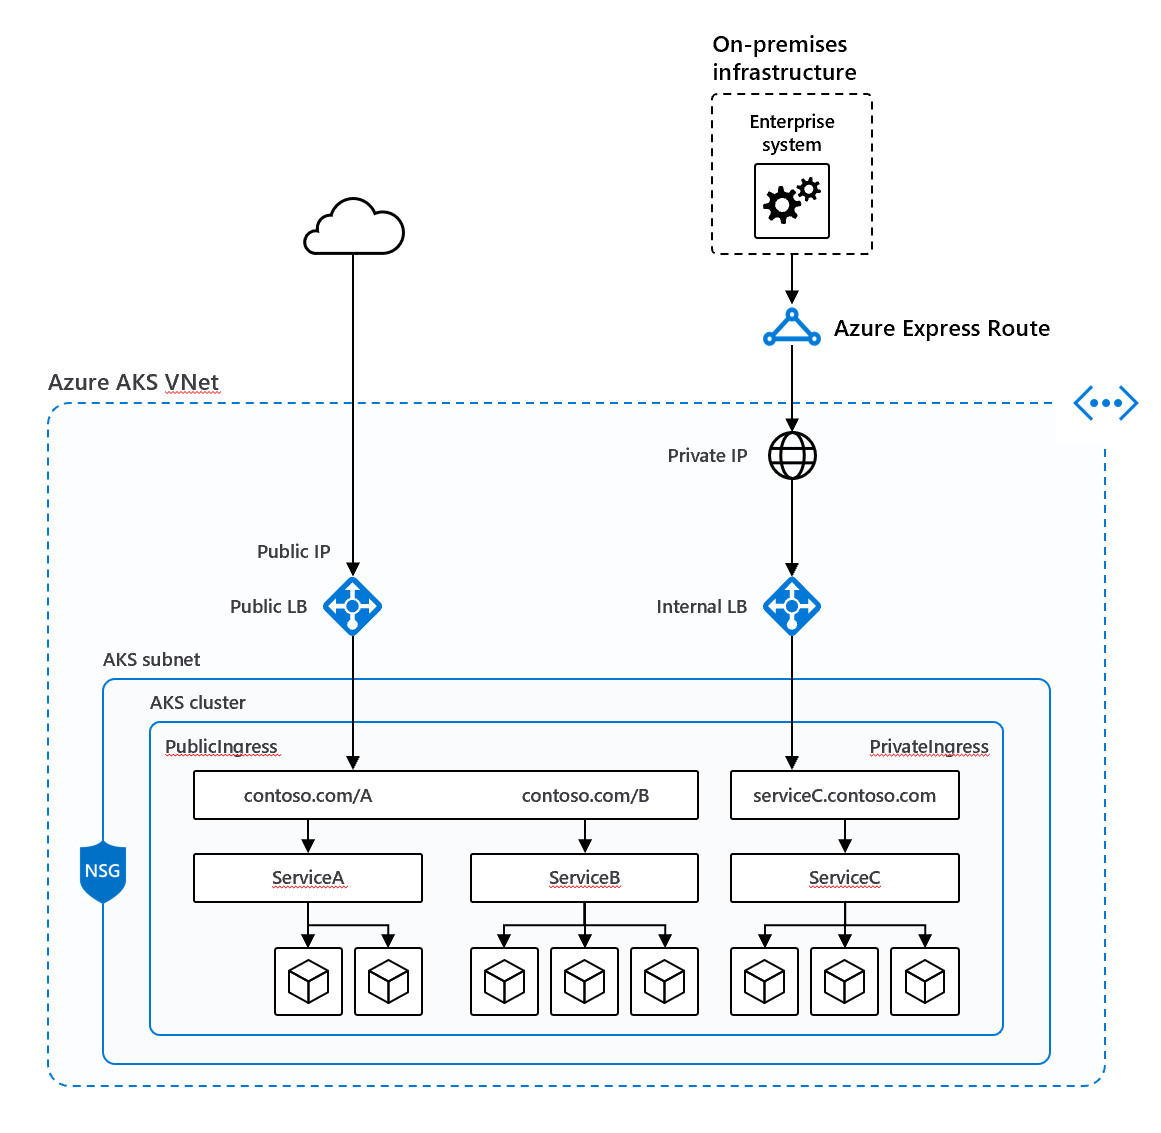 On-premises
infrastructure
Enterprise
system
Azure Express Route
Azure AKS VNet
Private IP
Public IP
Public LB
Internal LB
AKS subnet
AKS cluster
PublicIngress
PrivateIngress
contoso.com/A
contoso.com/B
serviceC.contoso.com
NSG
ServiceA
ServiceB
ServiceC